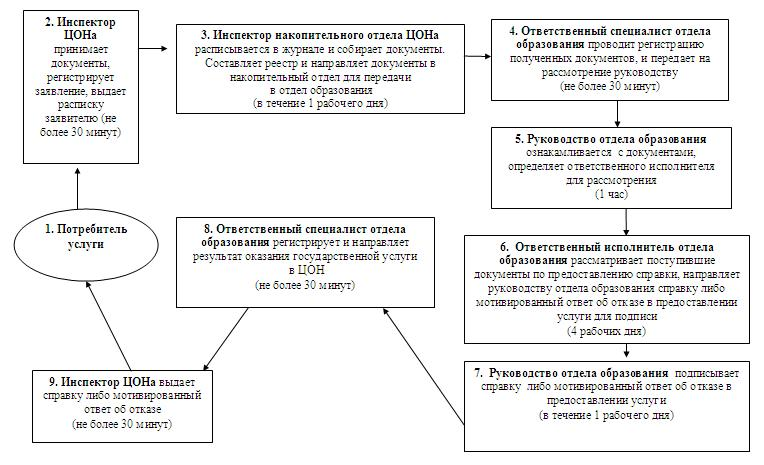 2. Инспектор
ЦОНа
принимает
документы,
регистрирует
заявление, выдает
расписку
заявителю (не
более 30 минут)
3. Инспектор накопительного отдела ЦОНа
расписывается в журнале и собирает документы.
Составляет реестр и направляет документы в
накопительный отдел для передачи
в отдел образования
(в течение 1 рабочего дня)
4. Ответственный специалист отдела
образования проводит регистрацию
полученных документов, и передает на
рассмотрение руководству
(не более 30 минут)
5. Руководство отдела образования
ознакамливается с документами,
определяет ответственного исполнителя
для рассмотрения
(1 час)
1. Потребитель
услуги
8. Ответственный специалист отдела
образования регистрирует и направляет
результат оказания государственной услуги
в ЦОН
(не более 30 минут)
6. Ответственный исполнитель отдела
образования рассматривает поступившие
документы по предоставлению справки, направляет
руководству отдела образования справку либо
мотивированный ответ об отказе в предоставлении
услуги для подписи
(4 рабочих дня)
9. Инспектор ЦОНа выдает
справку либо мотивированный
ответ об отказе
(не более 30 минут)
7. Руководство отдела образования подписывает
справку либо мотивированный ответ об отказе в
предоставлении услуги
(в течение 1 рабочего дня)